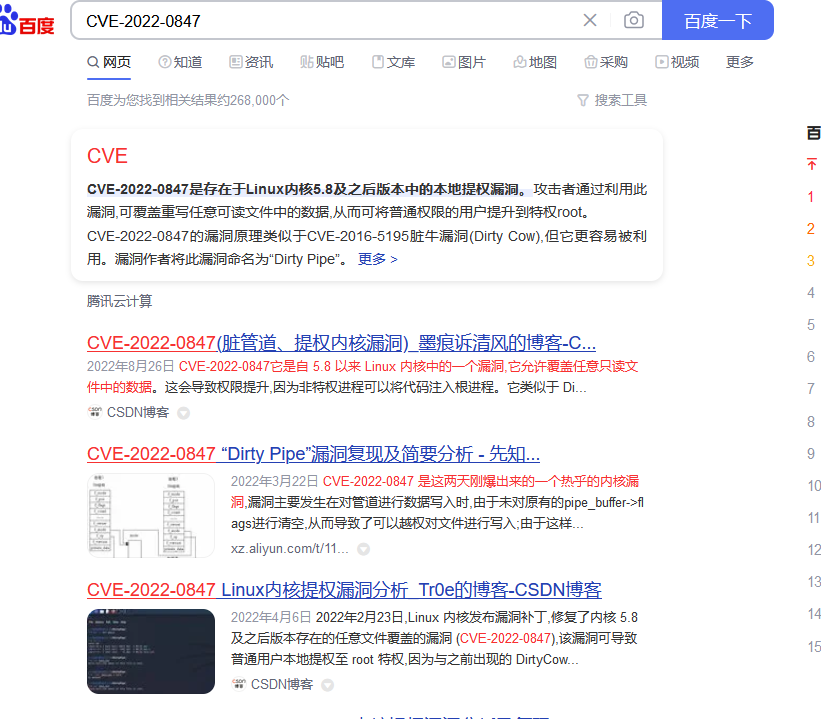 百度
CVE-2022-0847
百度一下
网页 知道 资讯 贴吧 文库 图片 地图 采购 视频 更多
百度为您找到相关结果约268,000个
搜索工具
CVE
CVE-2022-0847是存在于Linux内核5.8及之后版本中的本地提权漏洞。攻击者通过利用此
漏洞,可覆盖重写任意可读文件中的数据,从而可将普通权限的用户提升到特权root。
CVE-2022-0847的漏洞原理类似于CVE-2016-5195脏牛漏洞(Dirty Cow),但它更容易被利
用。漏洞作者将此漏洞命名为“Dirty Pipe”。 更多 >
腾讯云计算
CVE-2022-0847(脏管道、提权内核漏洞)_墨痕诉清风的博客-C...
2022年8月26日 CVE-2022-0847它是自 5.8 以来 Linux 内核中的一个漏洞,它允许覆盖任意只读文
件中的数据。这会导致权限提升,因为非特权进程可以将代码注入根进程。它类似于 Di...
CSDN博客
CVE-2022-0847 “Dirty Pipe”漏洞复现及简要分析 - 先知...
2022年3月22日 CVE-2022-0847 是这两天刚爆出来的一个热乎的内核漏
洞,漏洞主要发生在对管道进行数据写入时,由于未对原有的pipe_buffer->fl
ags进行清空,从而导致了可以越权对文件进行写入;由于这样...
xz.aliyun.com/t/11...
CVE-2022-0847 Linux内核提权漏洞分析_Tr0e的博客-CSDN博客
2022年4月6日 2022年2月23日,Linux 内核发布漏洞补丁,修复了内核 5.8
及之后版本存在的任意文件覆盖的漏洞 (CVE-2022-0847),该漏洞可导致
普通用户本地提权至 root 特权,因为与之前出现的 DirtyCow...
CSDN博客
百
1
2
3
4
5
6
7
8
9
10
11
12
13
14
15